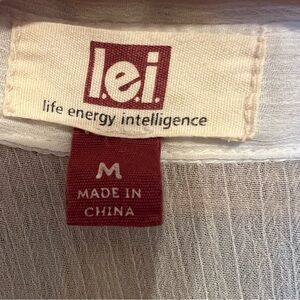 l.e.i.
life energy intelligence
M
MADE IN
CHINA